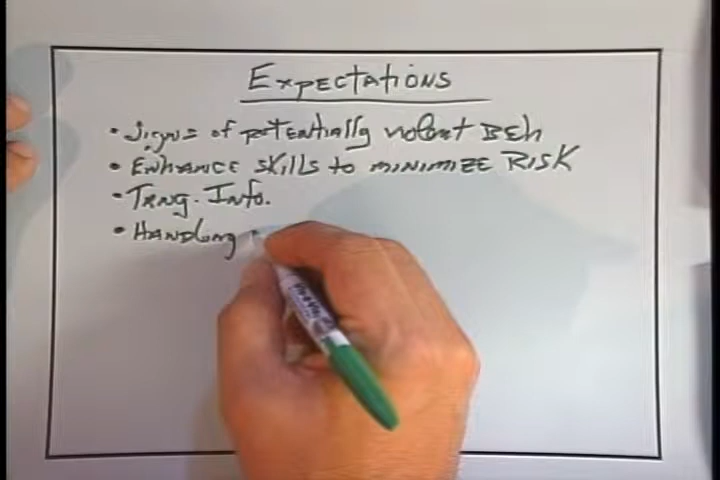 Expectations
• Signs of potentially violent Beh
• Enhance skills to minimize Risk
• Trng. Info.
• Handling